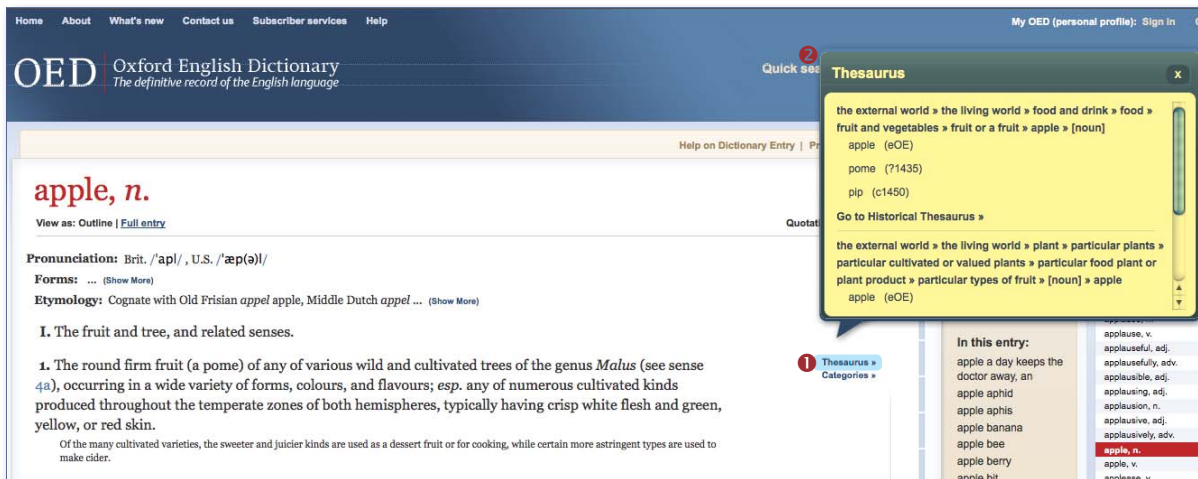 Home About What's new Contact us Subscriber services Help
My OED (personal profile): Sign in
OED Oxford English Dictionary
The definitive record of the English language
2
Quick sea
Thesaurus
x
the external world » the living world » food and drink » food »
fruit and vegetables » fruit or a fruit » apple » [noun]
apple (eOE)
pome (?1435)
pip (c1450)
Go to Historical Thesaurus »
the external world » the living world » plant » particular plants »
particular cultivated or valued plants » particular food plant or
plant product » particular types of fruit » [noun] » apple
apple (eOE)
Help on Dictionary Entry | Pr
apple, n.
View as: Outline | Full entry
Quotati
Pronunciation: Brit. /ˈapl/ , U.S. /ˈæp(ə)l/
Forms: ... (Show More)
Etymology: Cognate with Old Frisian appel apple, Middle Dutch appel ... (Show More)
I. The fruit and tree, and related senses.
1. The round firm fruit (a pome) of any of various wild and cultivated trees of the genus Malus (see sense
4a), occurring in a wide variety of forms, colours, and flavours; esp. any of numerous cultivated kinds
produced throughout the temperate zones of both hemispheres, typically having crisp white flesh and green,
yellow, or red skin.
Of the many cultivated varieties, the sweeter and juicier kinds are used as a dessert fruit or for cooking, while certain more astringent types are used to
make cider.
1
Thesaurus »
Categories »
In this entry:
apple a day keeps the
doctor away, an
apple aphid
apple aphis
apple banana
apple bee
apple berry
apple bit
applause, v.
applauseful, adj.
applausefully, adv.
applausible, adj.
applausing, adj.
applausion, n.
applausive, adj.
applausively, adv.
apple, n.
apple, v.
applease, v.